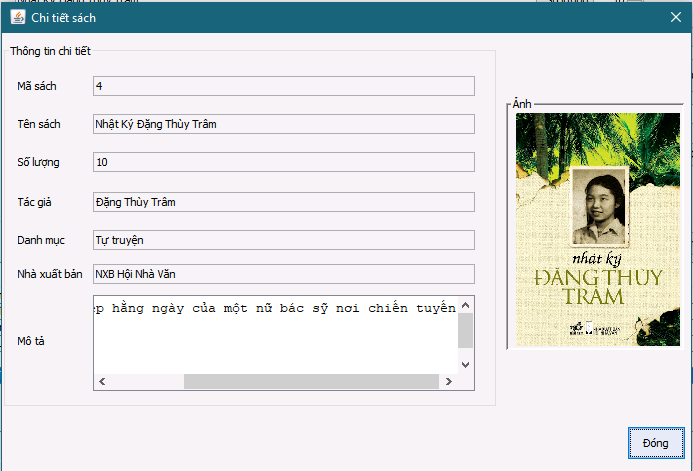 Chi tiết sách
Thông tin chi tiết
Mã sách
4
Tên sách
Nhật Ký Đặng Thùy Trâm
Số lượng
10
Tác giả
Đặng Thùy Trâm
Danh mục
Tự truyện
Nhà xuất bản
NXB Hội Nhà Văn
Mô tả
ép hằng ngày của một nữ bác sỹ nơi chiến tuyến
Ảnh
nhật ký
ĐẶNG THÙY
TRÂM
Đóng